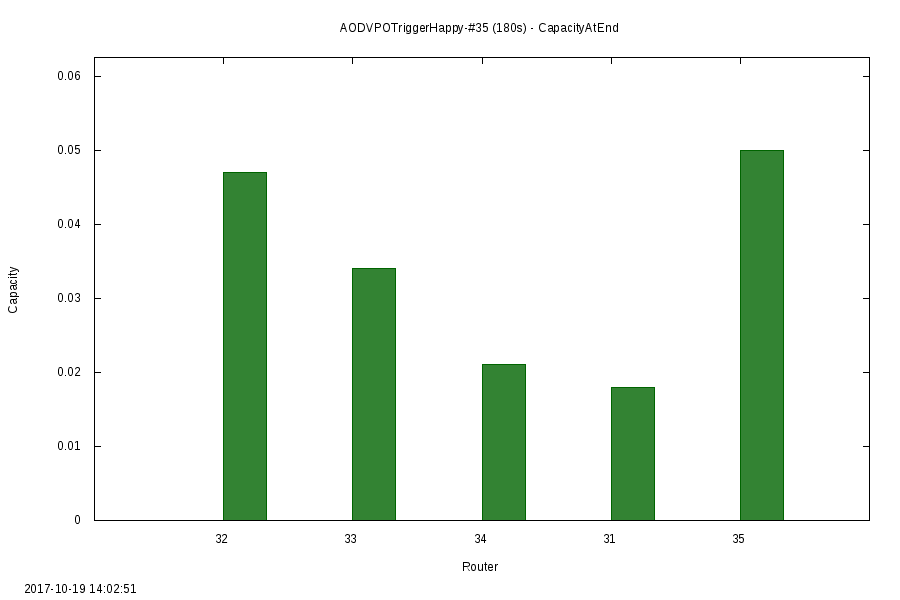 AODVPOTriggerHappy-#35 (180s) - CapacityAtEnd
0.06
0.05
0.04
0.03
0.02
0.01
0
Capacity
32 33 34 31 35
Router
2017-10-19 14:02:51